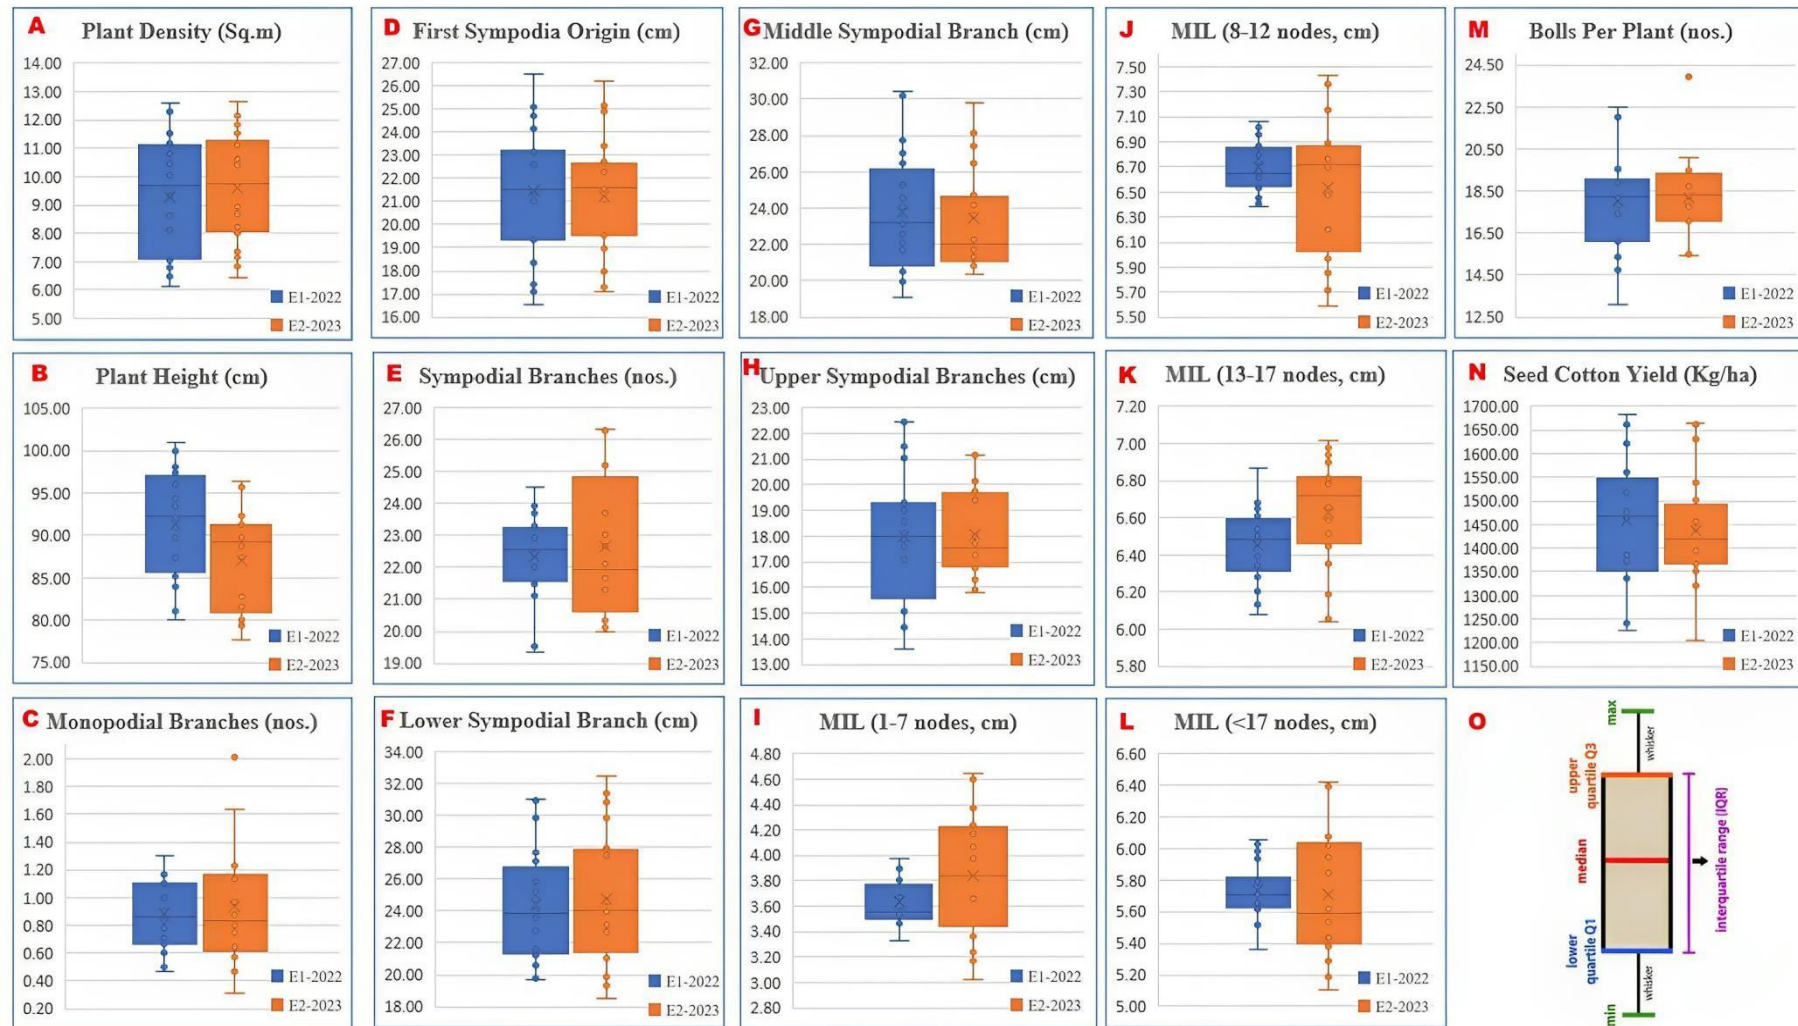 A Plant Density (Sq.m)
14.00
13.00
12.00
11.00
10.00
9.00
8.00
7.00
6.00
5.00
E1-2022
E2-2023
D First Sympodia Origin (cm)
27.00
26.00
25.00
24.00
23.00
22.00
21.00
20.00
19.00
18.00
17.00
16.00
E1-2022
E2-2023
G Middle Sympodial Branch (cm)
32.00
30.00
28.00
26.00
24.00
22.00
20.00
18.00
E1-2022
E2-2023
J MIL (8-12 nodes, cm)
7.50
7.30
7.10
6.90
6.70
6.50
6.30
6.10
5.90
5.70
5.50
E1-2022
E2-2023
M Bolls Per Plant (nos.)
24.50
22.50
20.50
18.50
16.50
14.50
12.50
E1-2022
E2-2023
B Plant Height (cm)
105.00
100.00
95.00
90.00
85.00
80.00
75.00
E1-2022
E2-2023
E Sympodial Branches (nos.)
27.00
26.00
25.00
24.00
23.00
22.00
21.00
20.00
19.00
E1-2022
E2-2023
H Upper Sympodial Branches (cm)
23.00
22.00
21.00
20.00
19.00
18.00
17.00
16.00
15.00
14.00
13.00
E1-2022
E2-2023
K MIL (13-17 nodes, cm)
7.20
7.00
6.80
6.60
6.40
6.20
6.00
5.80
E1-2022
E2-2023
N Seed Cotton Yield (Kg/ha)
1700.00
1650.00
1600.00
1550.00
1500.00
1450.00
1400.00
1350.00
1300.00
1250.00
1200.00
1150.00
E1-2022
E2-2023
C Monopodial Branches (nos.)
2.00
1.80
1.60
1.40
1.20
1.00
0.80
0.60
0.40
0.20
E1-2022
E2-2023
F Lower Sympodial Branch (cm)
34.00
32.00
30.00
28.00
26.00
24.00
22.00
20.00
18.00
E1-2022
E2-2023
I MIL (1-7 nodes, cm)
4.80
4.60
4.40
4.20
4.00
3.80
3.60
3.40
3.20
3.00
2.80
E1-2022
E2-2023
L MIL (<17 nodes, cm)
6.60
6.40
6.20
6.00
5.80
5.60
5.40
5.20
5.00
E1-2022
E2-2023
O
max
whisker
upper
quartile Q3
median
interquartile range (IQR)
lower
quartile Q1
whisker
min